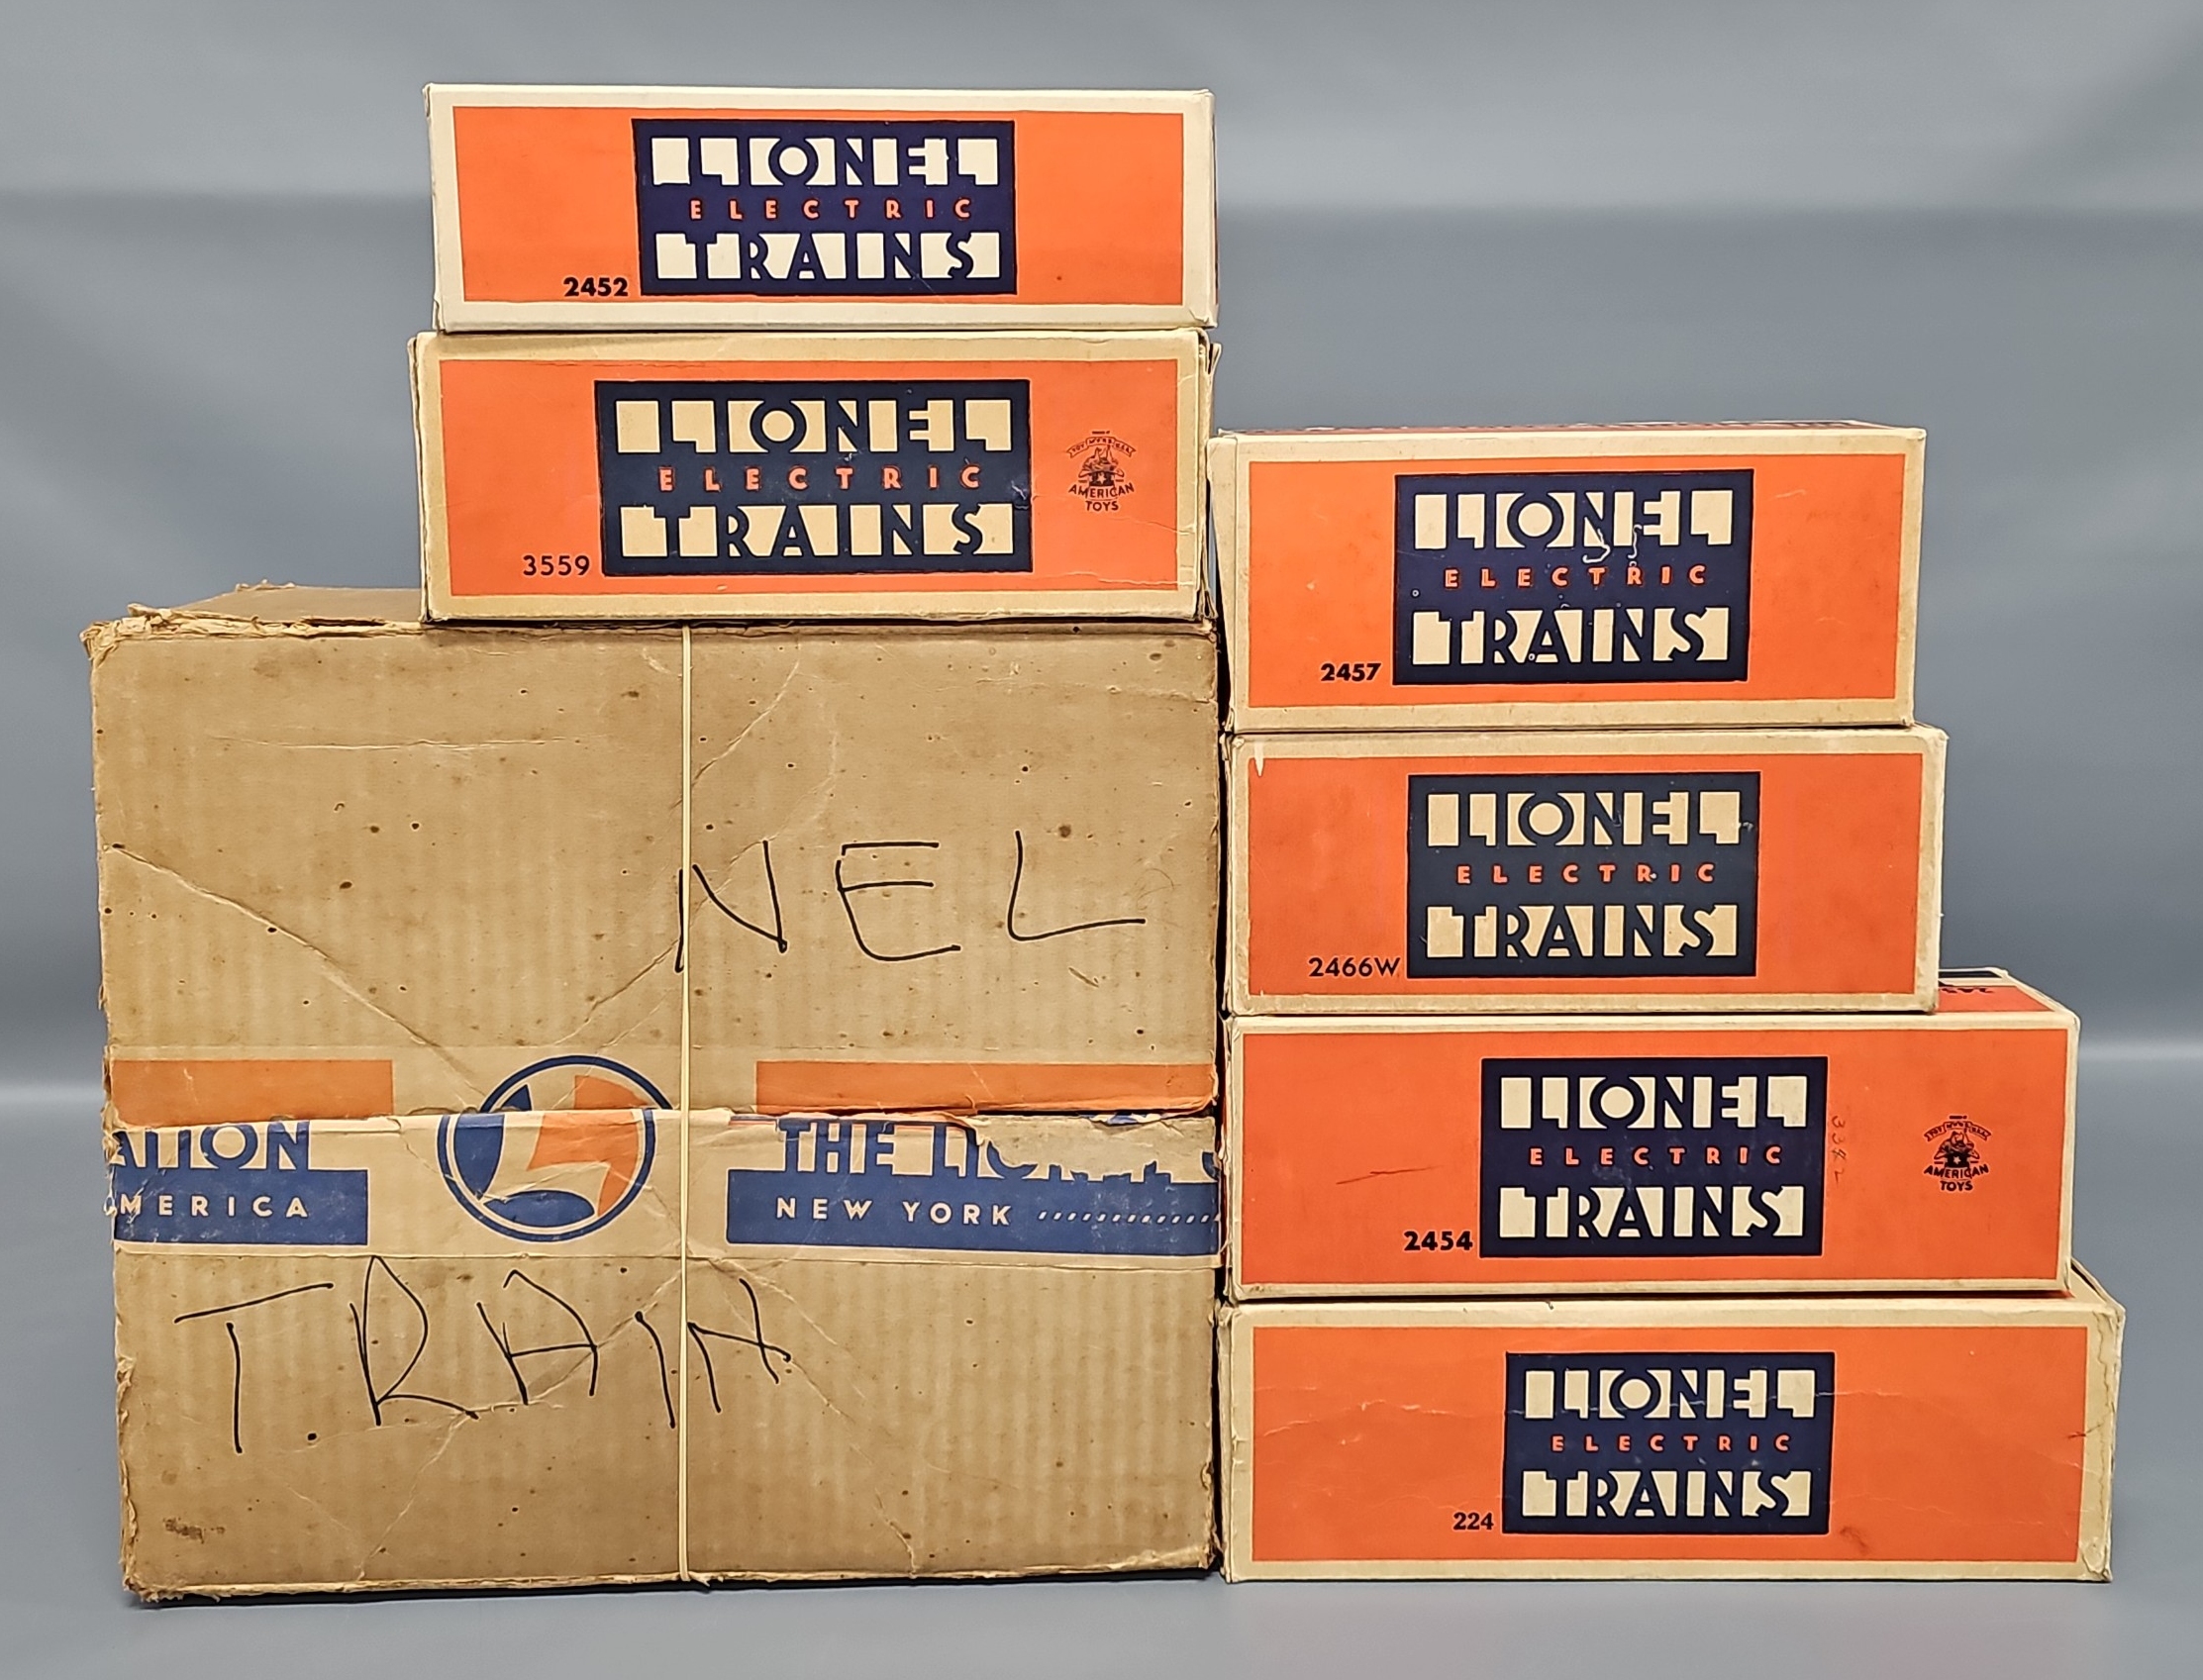 LIONEL
ELECTRIC
TRAINS
2452
LIONEL
ELECTRIC
TRAINS
3559
AMERICAN
TOYS
NEL
ATION
MERICA
THE LIONEL
NEW YORK
TRAIN
LIONEL
ELECTRIC
TRAINS
2457
LIONEL
ELECTRIC
TRAINS
2466W
LIONEL
ELECTRIC
TRAINS
2454
AMERICAN
TOYS
LIONEL
ELECTRIC
TRAINS
224